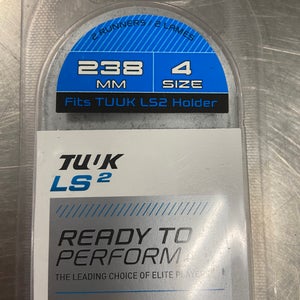 2 RUNNERS / 2 LAMES
238 4
MM SIZE
Fits TUUK LS2 Holder
TUUK
LS2
READY TO
PERFORM
THE LEADING CHOICE OF ELITE PLAYER